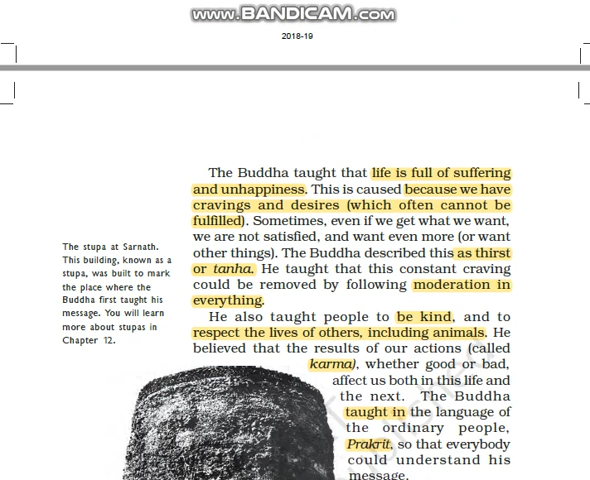 www.BANDICAM.com
2018-19
The Buddha taught that life is full of suffering
and unhappiness. This is caused because we have
cravings and desires (which often cannot be
fulfilled). Sometimes, even if we get what we want,
we are not satisfied, and want even more (or want
other things). The Buddha described this as thirst
or tanha. He taught that this constant craving
could be removed by following moderation in
everything.
He also taught people to be kind, and to
respect the lives of others, including animals. He
believed that the results of our actions (called
karma), whether good or bad,
affect us both in this life and
the next. The Buddha
taught in the language of
the ordinary people,
Prakrit, so that everybody
could understand his
message.
The stupa at Sarnath.
This building, known as a
stupa, was built to mark
the place where the
Buddha first taught his
message. You will learn
more about stupas in
Chapter 12.